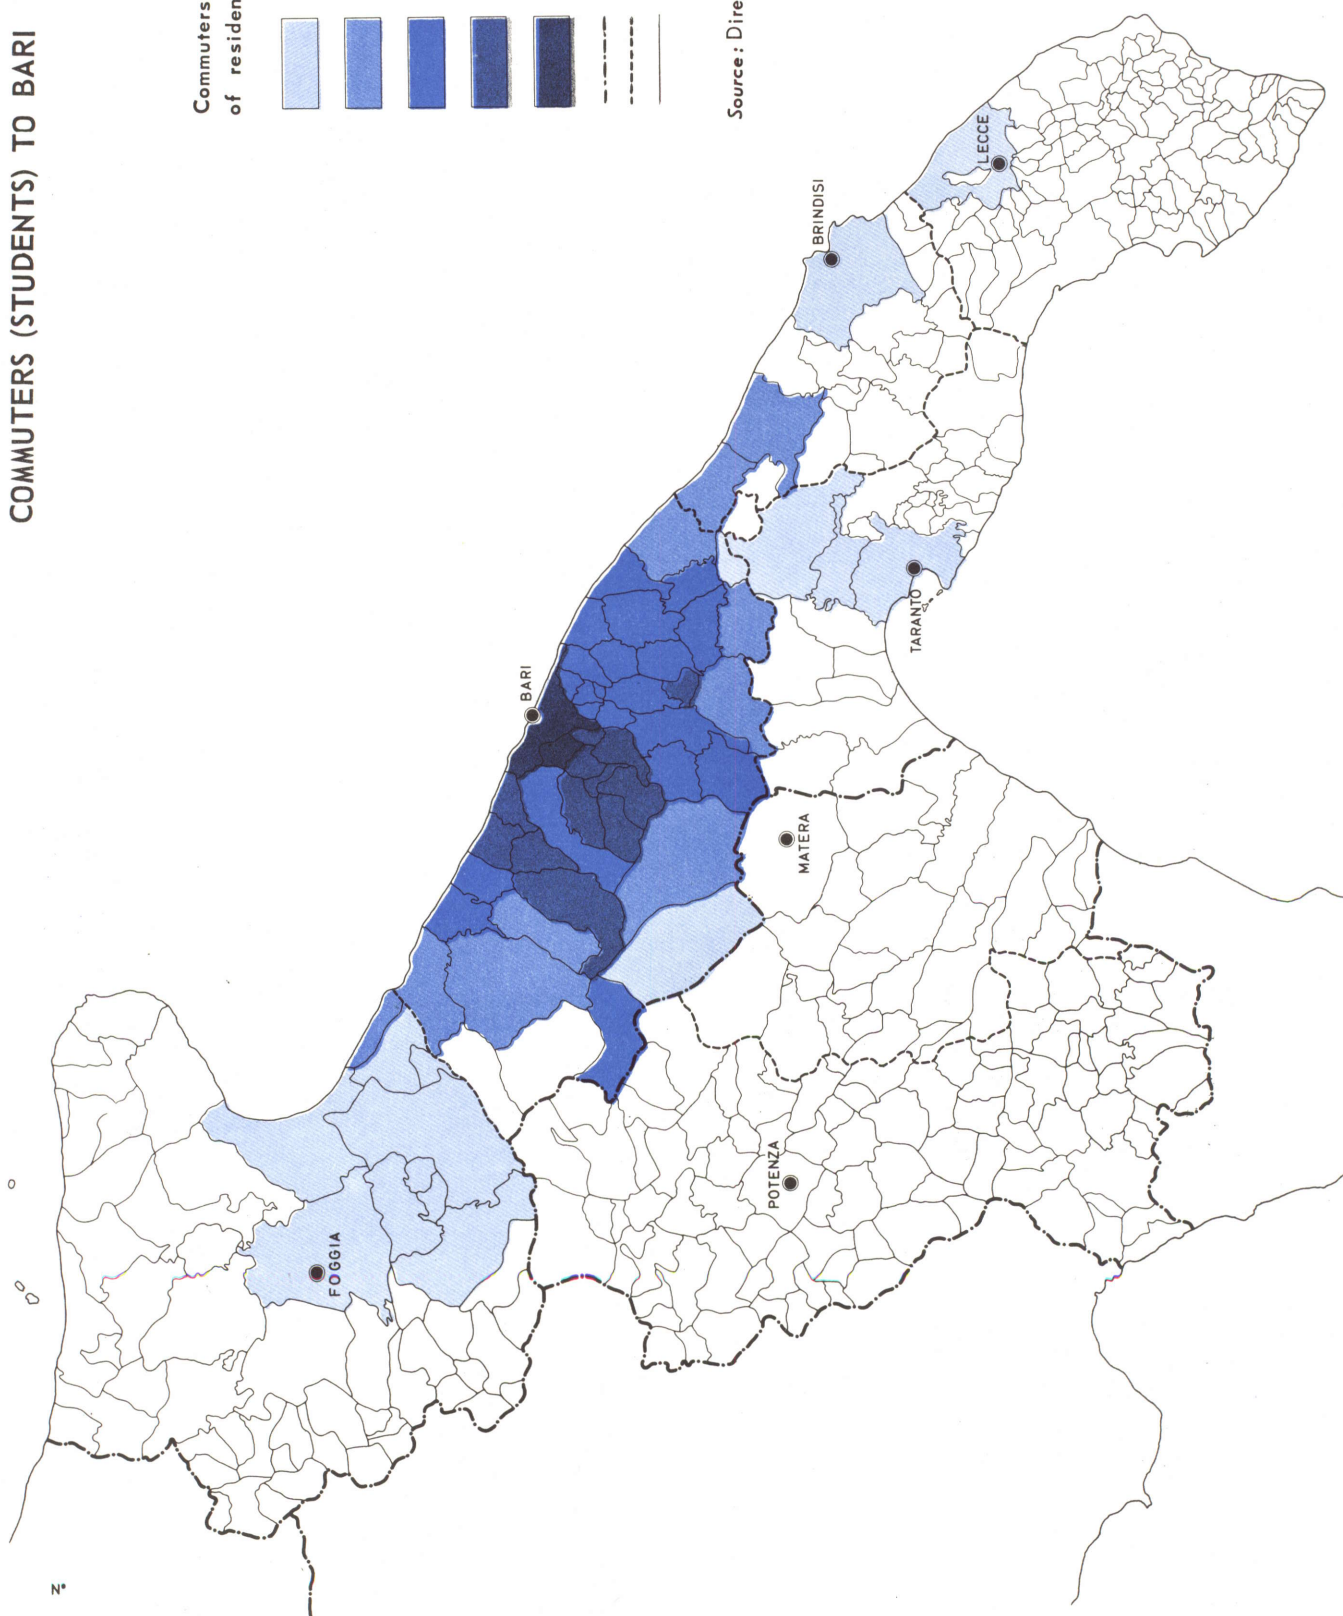 COMMUTERS (STUDENTS) TO BARI
Commuters
of residen
Source: Dire
LECCE
BRINDISI
TARANTO
BARI
MATERA
POTENZA
FOGGIA
N°